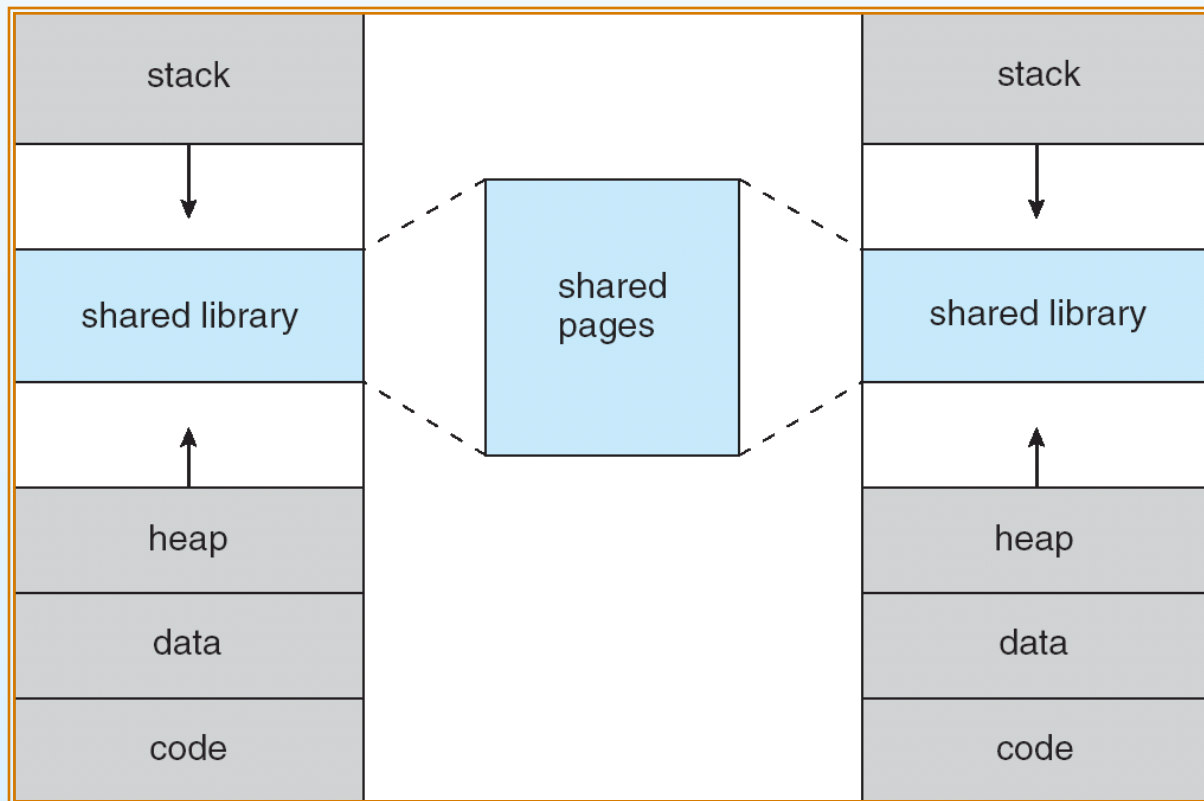 stack
shared library
heap
data
code
shared
pages
stack
shared library
heap
data
code